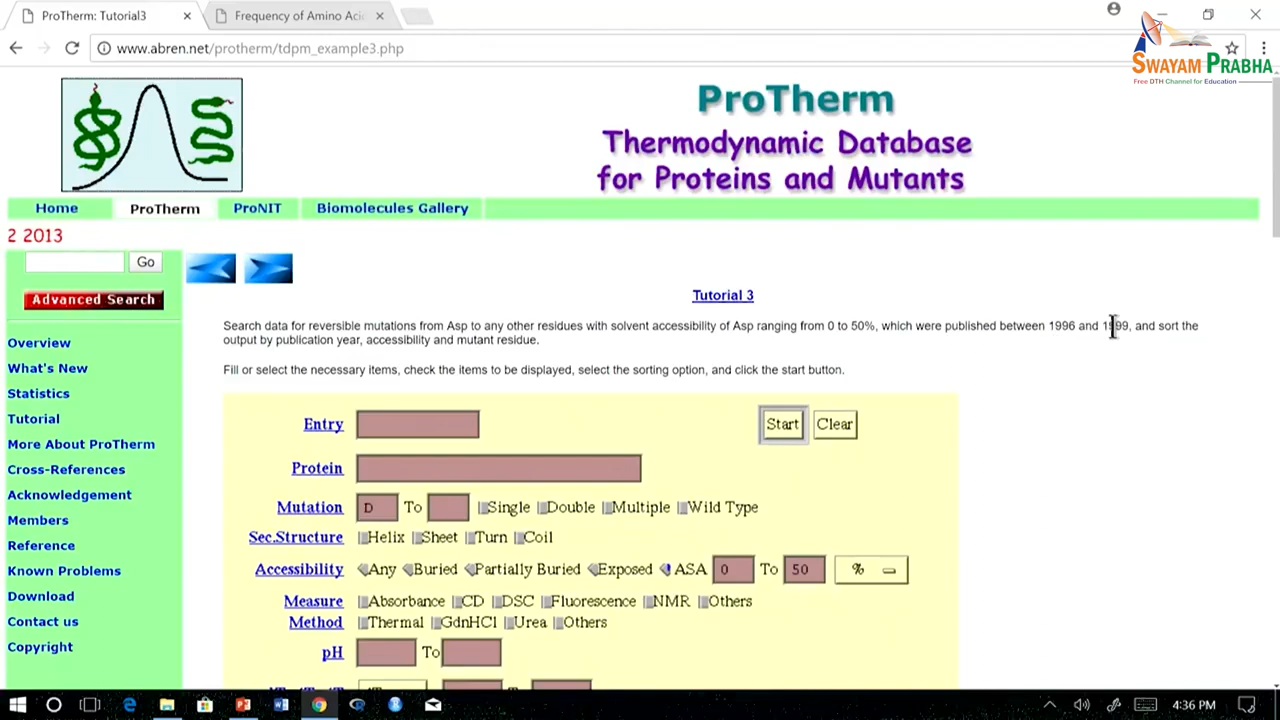 ProTherm: Tutorial3
Frequency of Amino Acid
www.abren.net/protherm/tdpm_example3.php
SWAYAM PRABHA
Free DTH Channel for Education
ProTherm
Thermodynamic Database
for Proteins and Mutants
Home ProTherm ProNIT Biomolecules Gallery
2 2013
Go
Advanced Search
Overview
What's New
Statistics
Tutorial
More About ProTherm
Cross-References
Acknowledgement
Members
Reference
Known Problems
Download
Contact us
Copyright
Tutorial 3
Search data for reversible mutations from Asp to any other residues with solvent accessibility of Asp ranging from 0 to 50%, which were published between 1996 and 1999, and sort the
output by publication year, accessibility and mutant residue.
Fill or select the necessary items, check the items to be displayed, select the sorting option, and click the start button.
Entry Start Clear
Protein
Mutation D To Single Double Multiple Wild Type
Sec.Structure Helix Sheet Turn Coil
Accessibility Any Buried Partially Buried Exposed ASA 0 To 50 %
Measure Absorbance CD DSC Fluorescence NMR Others
Method Thermal GdnHCl Urea Others
pH To
4:36 PM